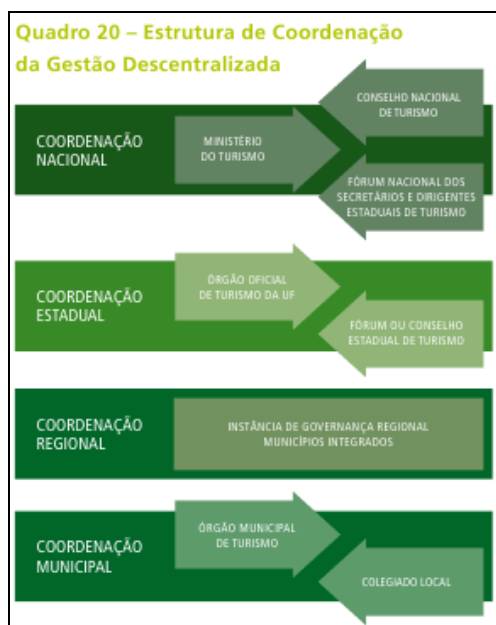 Quadro 20 – Estrutura de Coordenação
da Gestão Descentralizada
COORDENAÇÃO
NACIONAL
MINISTÉRIO
DO TURISMO
CONSELHO NACIONAL
DE TURISMO
FÓRUM NACIONAL DOS
SECRETÁRIOS E DIRIGENTES
ESTADUAIS DE TURISMO
COORDENAÇÃO
ESTADUAL
ÓRGÃO OFICIAL
DE TURISMO DA UF
FÓRUM OU CONSELHO
ESTADUAL DE TURISMO
COORDENAÇÃO
REGIONAL
INSTÂNCIA DE GOVERNANÇA REGIONAL
MUNICÍPIOS INTEGRADOS
COORDENAÇÃO
MUNICIPAL
ÓRGÃO MUNICIPAL
DE TURISMO
COLEGIADO LOCAL